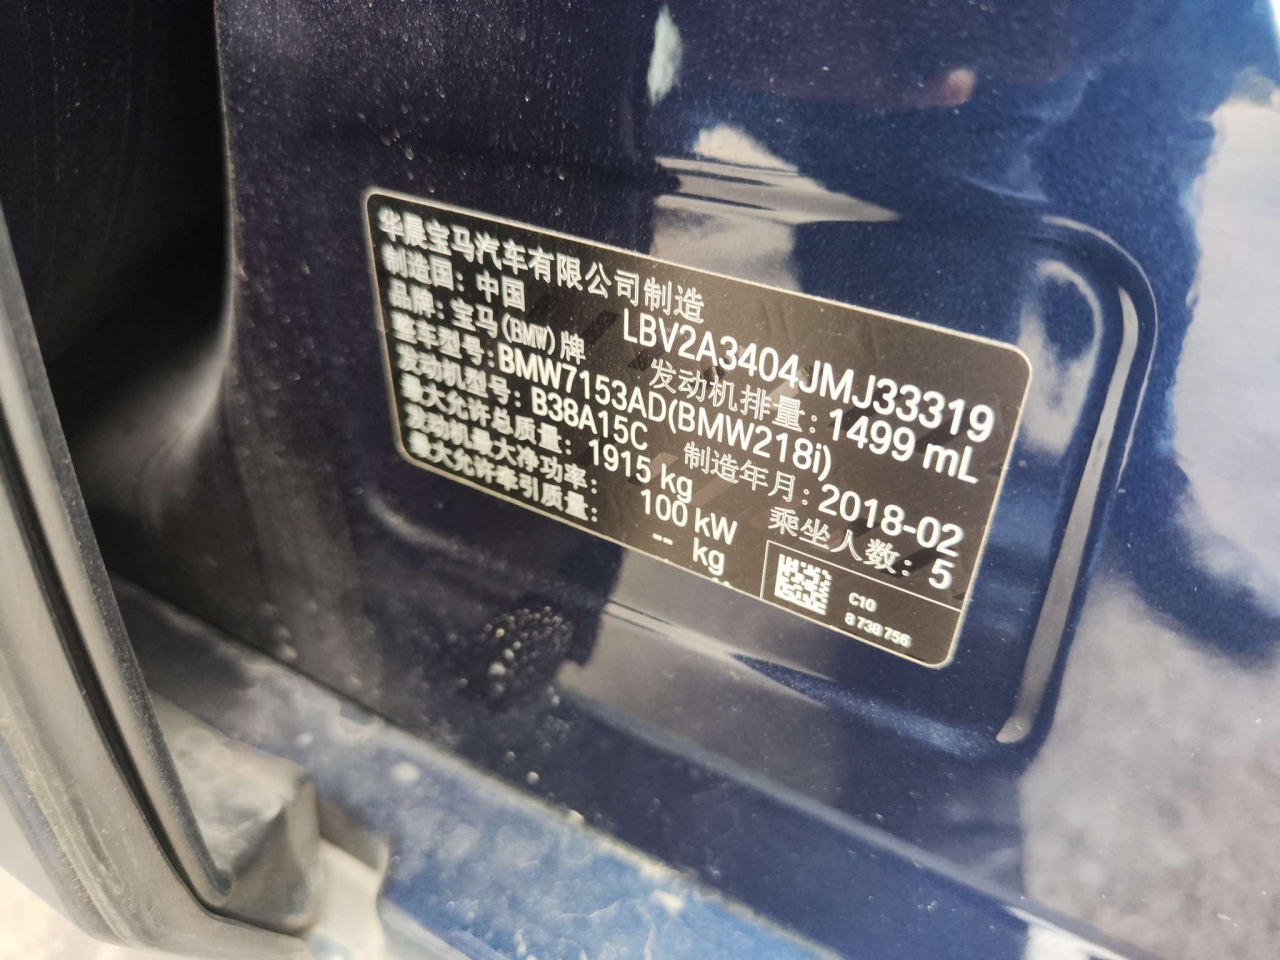 华晨宝马汽车有限公司制造
制造国：中国
LBV2A3404JMJ33319
品牌：宝马(BMW)牌
发动机排量：1499 mL
整车型号：BMW7153AD(BMW218i)
发动机型号：B38A15C
制造年月：2018-02
最大允许总质量：1915 kg
乘坐人数：5
发动机最大净功率：100 kW
最大允许牵引质量：-- kg
C10
8 738 756